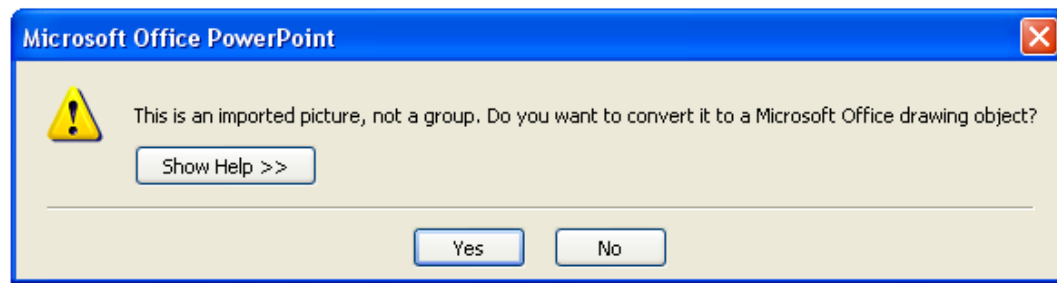 Microsoft Office PowerPoint
This is an imported picture, not a group. Do you want to convert it to a Microsoft Office drawing object?
Show Help >>
Yes No